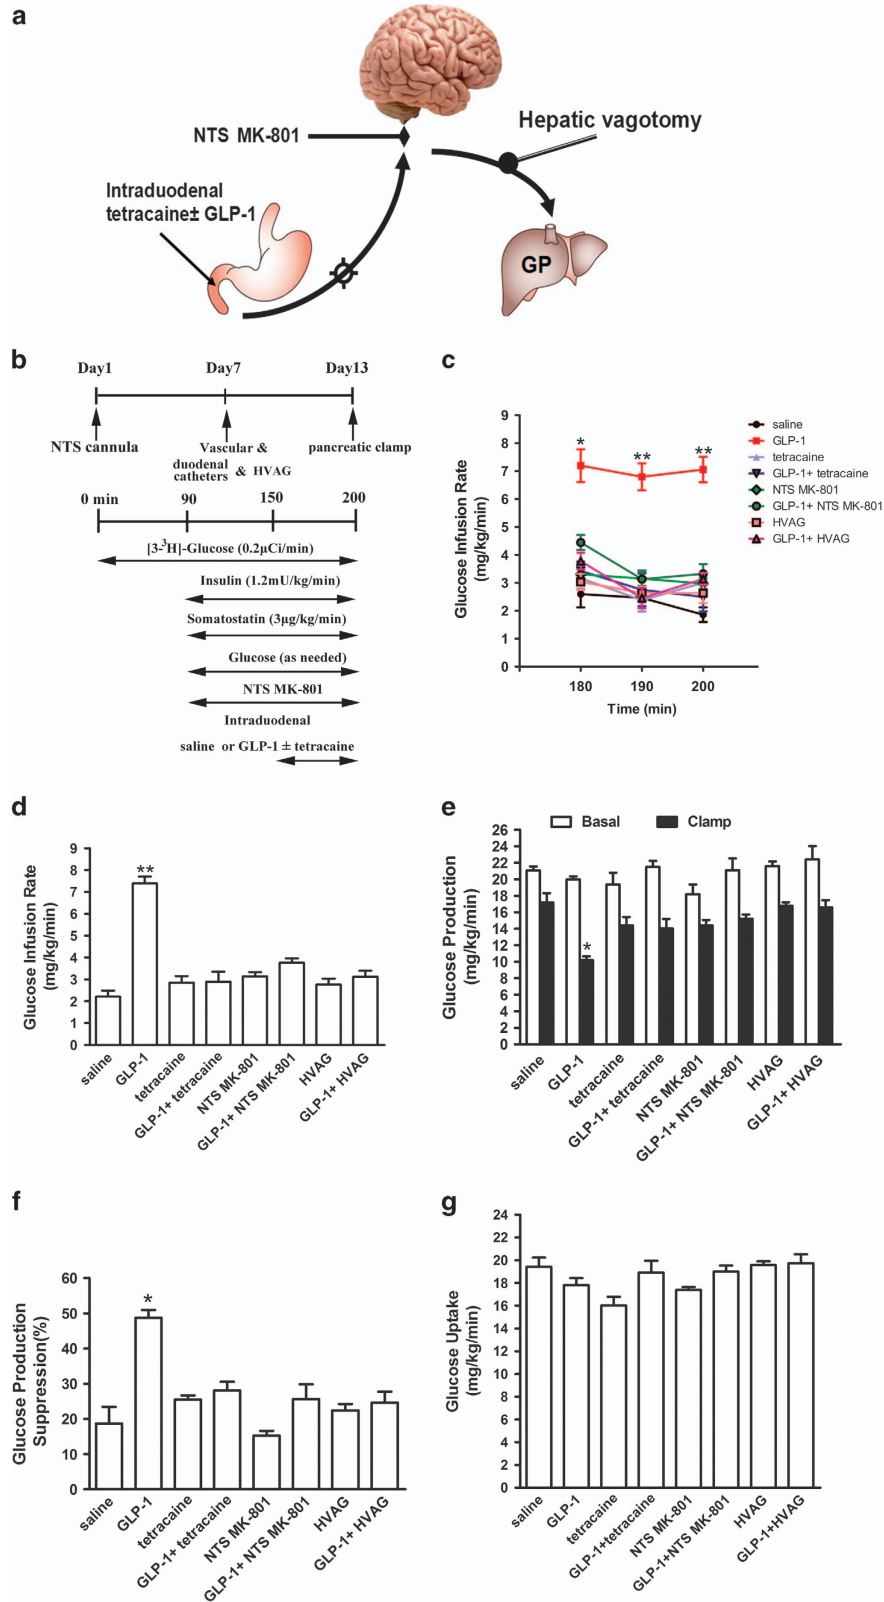 a
NTS MK-801
Hepatic vagotomy
Intraduodenal
tetracaine± GLP-1
GP
b
Day1 Day7 Day13
NTS cannula
Vascular &
duodenal
catheters & HVAG
pancreatic clamp
0 min 90 150 200
[3-³H]-Glucose (0.2µCi/min)
Insulin (1.2mU/kg/min)
Somatostatin (3µg/kg/min)
Glucose (as needed)
NTS MK-801
Intraduodenal
saline or GLP-1 ± tetracaine
c
Glucose Infusion Rate
(mg/kg/min)
9
8
7
6
5
4
3
2
1
0
* ** **
180 190 200
Time (min)
saline
GLP-1
tetracaine
GLP-1+ tetracaine
NTS MK-801
GLP-1+ NTS MK-801
HVAG
GLP-1+ HVAG
d
Glucose Infusion Rate
(mg/kg/min)
9
8
7
6
5
4
3
2
1
0
**
saline
GLP-1
tetracaine
GLP-1+ tetracaine
NTS MK-801
GLP-1+ NTS MK-801
HVAG
GLP-1+ HVAG
e
Basal Clamp
Glucose Production
(mg/kg/min)
26
24
22
20
18
16
14
12
10
8
6
4
2
0
*
saline
GLP-1
tetracaine
GLP-1+ tetracaine
NTS MK-801
GLP-1+ NTS MK-801
HVAG
GLP-1+ HVAG
f
Glucose Production
Suppression(%)
60
50
40
30
20
10
0
*
saline
GLP-1
tetracaine
GLP-1+ tetracaine
NTS MK-801
GLP-1+ NTS MK-801
HVAG
GLP-1+ HVAG
g
Glucose Uptake
(mg/kg/min)
24
22
20
18
16
14
12
10
8
6
4
2
0
saline
GLP-1
tetracaine
GLP-1+tetracaine
NTS MK-801
GLP-1+NTS MK-801
HVAG
GLP-1+HVAG